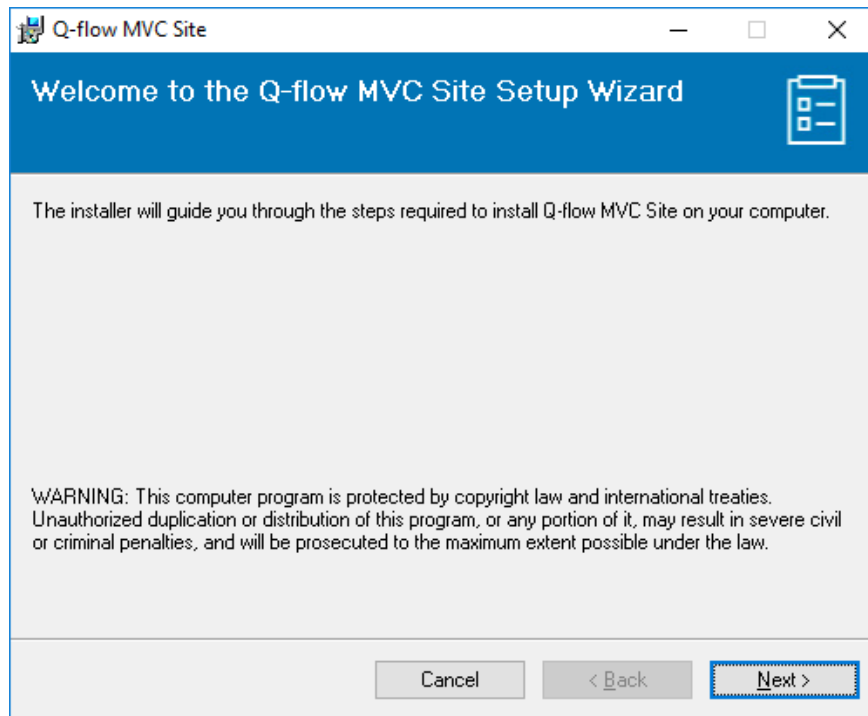 Q-flow MVC Site
Welcome to the Q-flow MVC Site Setup Wizard
The installer will guide you through the steps required to install Q-flow MVC Site on your computer.
WARNING: This computer program is protected by copyright law and international treaties.
Unauthorized duplication or distribution of this program, or any portion of it, may result in severe civil
or criminal penalties, and will be prosecuted to the maximum extent possible under the law.
Cancel
< Back
Next >